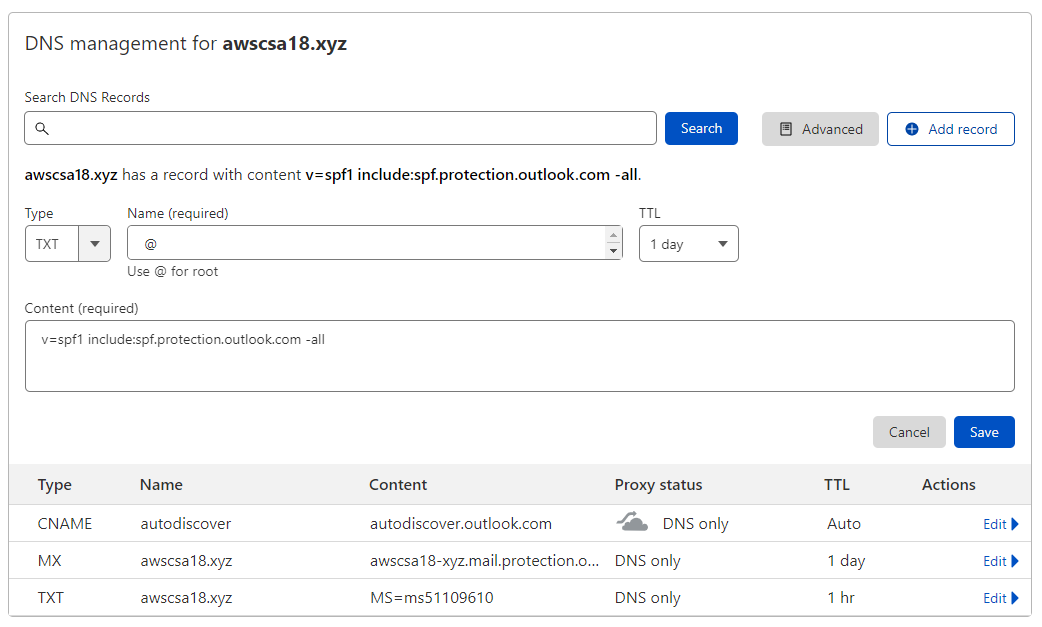 DNS management for awscsa18.xyz
Search DNS Records
Search Advanced Add record
awscsa18.xyz has a record with content v=spf1 include:spf.protection.outlook.com -all.
Type Name (required) TTL
TXT @ 1 day
Use @ for root
Content (required)
v=spf1 include:spf.protection.outlook.com -all
Cancel Save
Type Name Content Proxy status TTL Actions
CNAME autodiscover autodiscover.outlook.com DNS only Auto Edit
MX awscsa18.xyz awscsa18-xyz.mail.protection.o... DNS only 1 day Edit
TXT awscsa18.xyz MS=ms51109610 DNS only 1 hr Edit